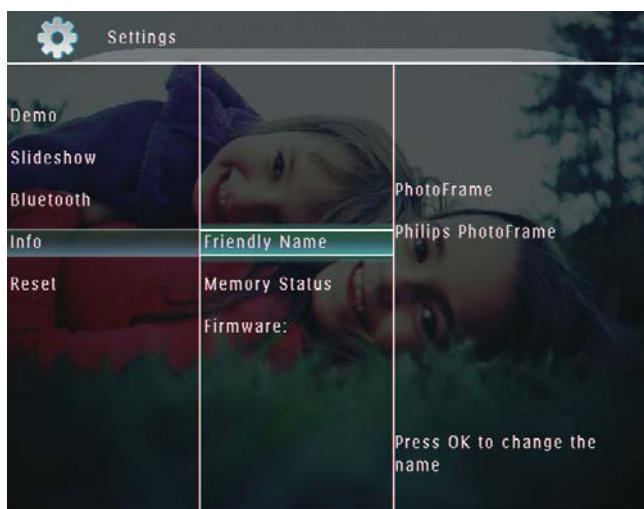 Settings
Demo
Slideshow
Bluetooth
Info
Reset
Friendly Name
Memory Status
Firmware:
PhotoFrame
Philips PhotoFrame
Press OK to change the
name